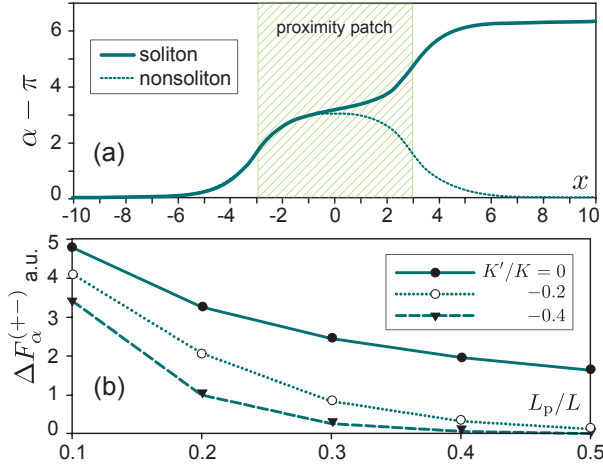 6
4
2
0
α − π
soliton
nonsoliton
proximity patch
(a)
x
-10 -8 -6 -4 -2 0 2 4 6 8 10
5
4
3
2
1
0
a.u.
ΔF_α^(+−)
K′/K = 0
−0.2
−0.4
(b)
L_p/L
0.1 0.2 0.3 0.4 0.5